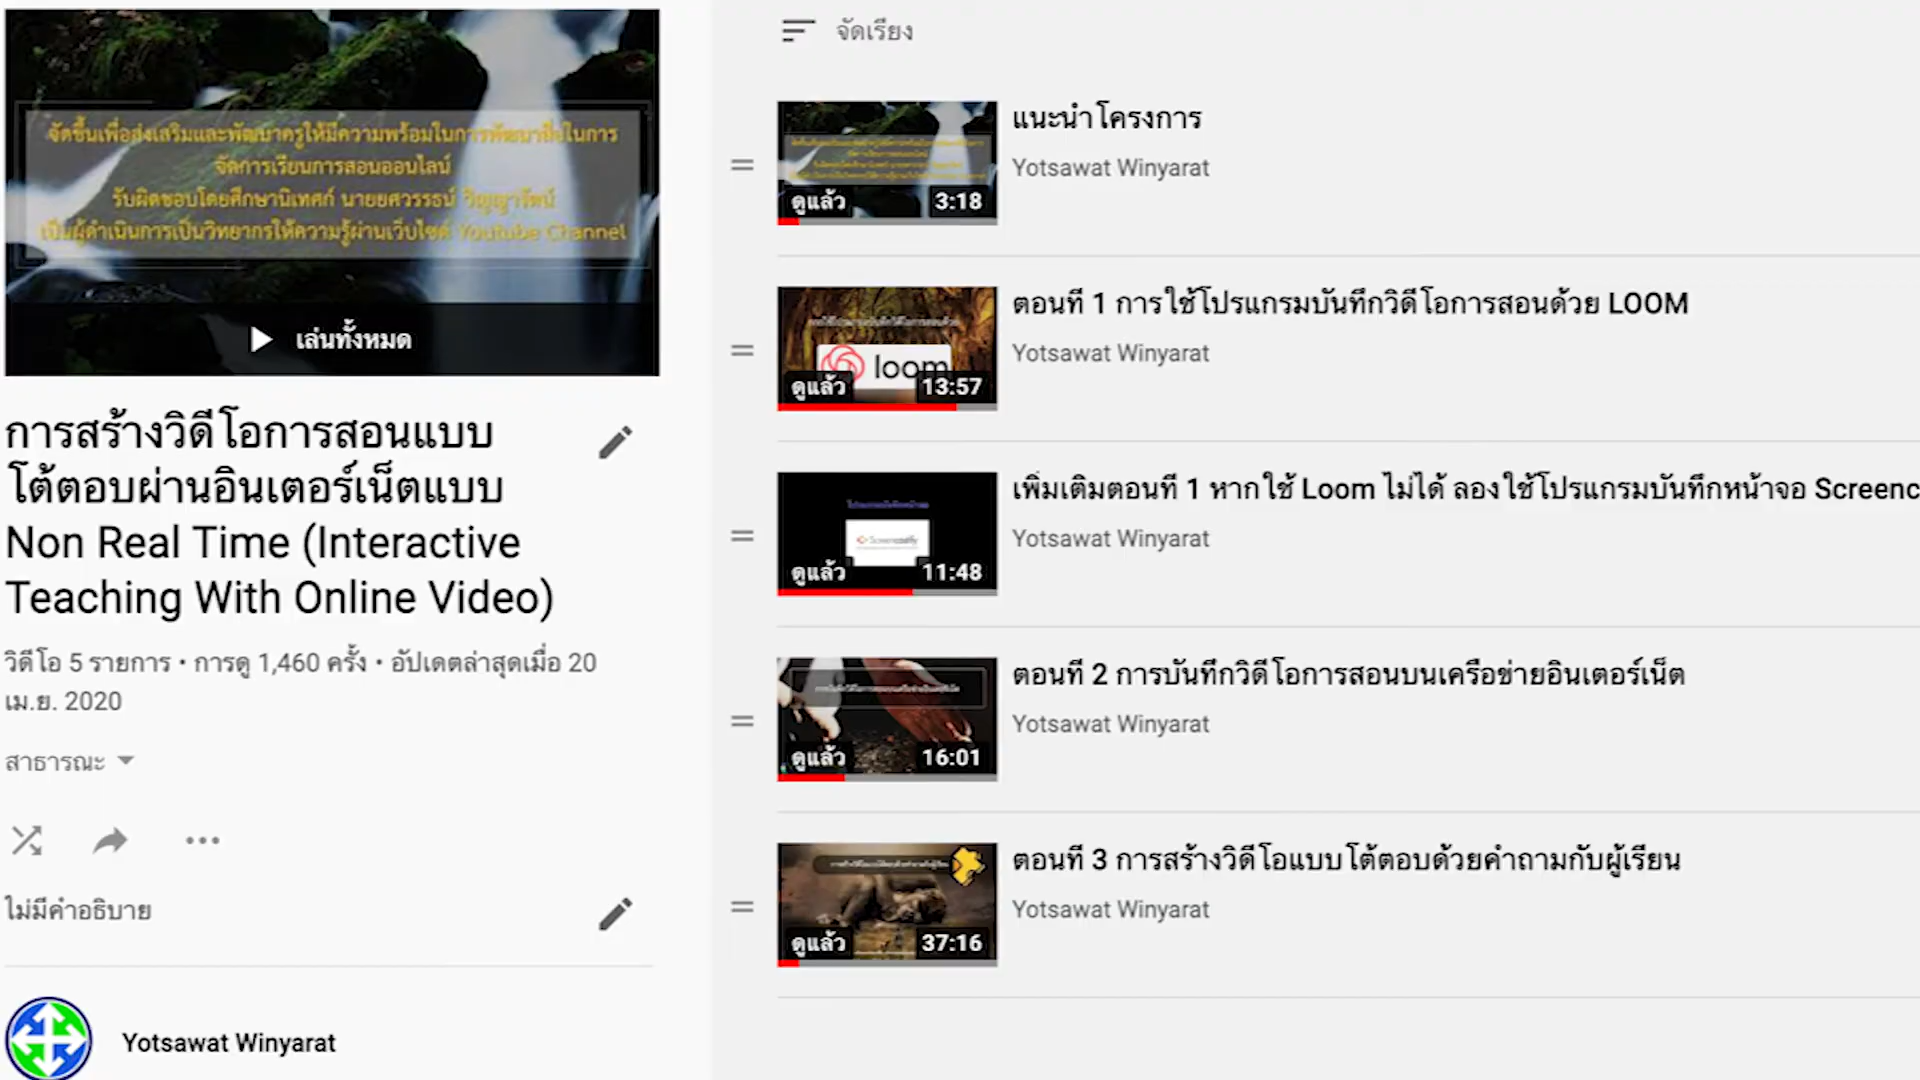 จัดขึ้นเพื่อส่งเสริมและพัฒนาครูให้มีความพร้อมในการพัฒนาสื่อในการ
จัดการเรียนการสอนออนไลน์
รับผิดชอบโดยศึกษานิเทศก์ นายยศวรรธน์ วิญญารัตน์
เป็นผู้ดำเนินการเป็นวิทยากรให้ความรู้ผ่านเว็บไซต์ Youtube Channel
เล่นทั้งหมด
การสร้างวิดีโอการสอนแบบ
โต้ตอบผ่านอินเตอร์เน็ตแบบ
Non Real Time (Interactive
Teaching With Online Video)
วิดีโอ 5 รายการ • การดู 1,460 ครั้ง • อัปเดตล่าสุดเมื่อ 20
เม.ย. 2020
สาธารณะ
ไม่มีคำอธิบาย
Yotsawat Winyarat
จัดเรียง
ดูแล้ว 3:18
แนะนำโครงการ
Yotsawat Winyarat
loom
ดูแล้ว 13:57
ตอนที่ 1 การใช้โปรแกรมบันทึกวิดีโอการสอนด้วย LOOM
Yotsawat Winyarat
Screencastify
ดูแล้ว 11:48
เพิ่มเติมตอนที่ 1 หากใช้ Loom ไม่ได้ ลองใช้โปรแกรมบันทึกหน้าจอ Screenc
Yotsawat Winyarat
ดูแล้ว 16:01
ตอนที่ 2 การบันทึกวิดีโอการสอนบนเครือข่ายอินเตอร์เน็ต
Yotsawat Winyarat
ดูแล้ว 37:16
ตอนที่ 3 การสร้างวิดีโอแบบโต้ตอบด้วยคำถามกับผู้เรียน
Yotsawat Winyarat